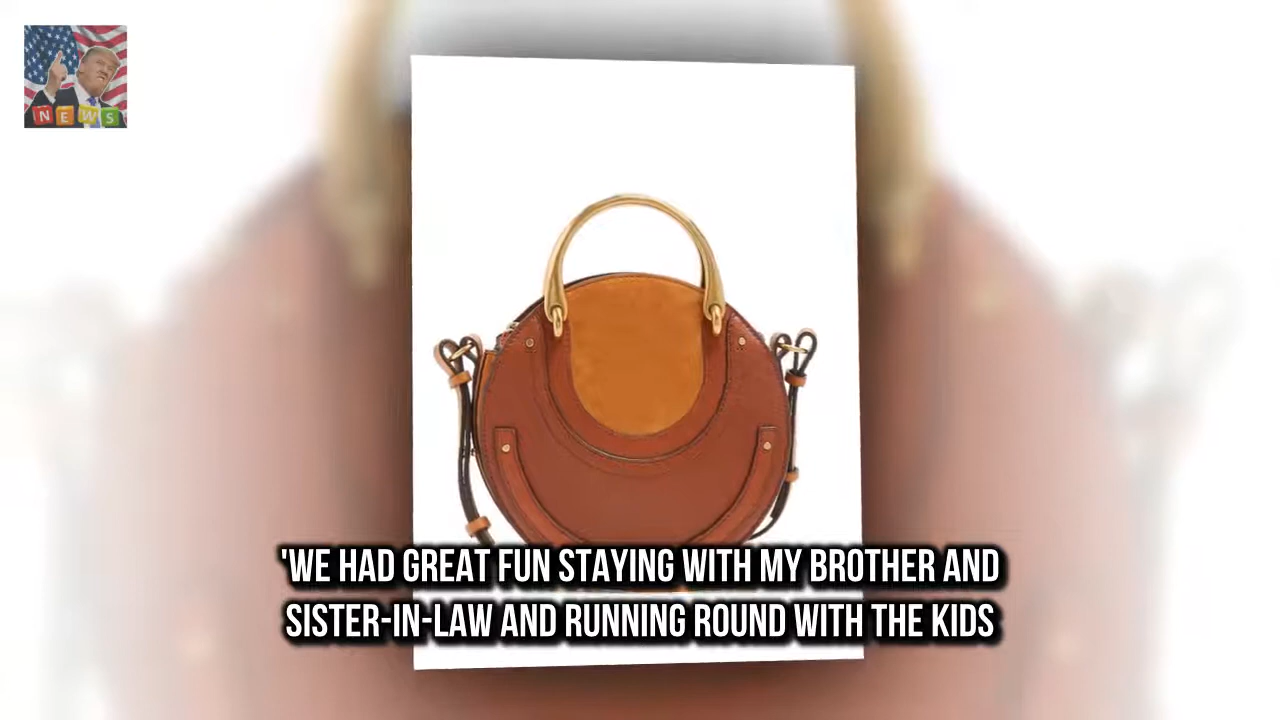 NEWS
'WE HAD GREAT FUN STAYING WITH MY BROTHER AND
SISTER-IN-LAW AND RUNNING ROUND WITH THE KIDS